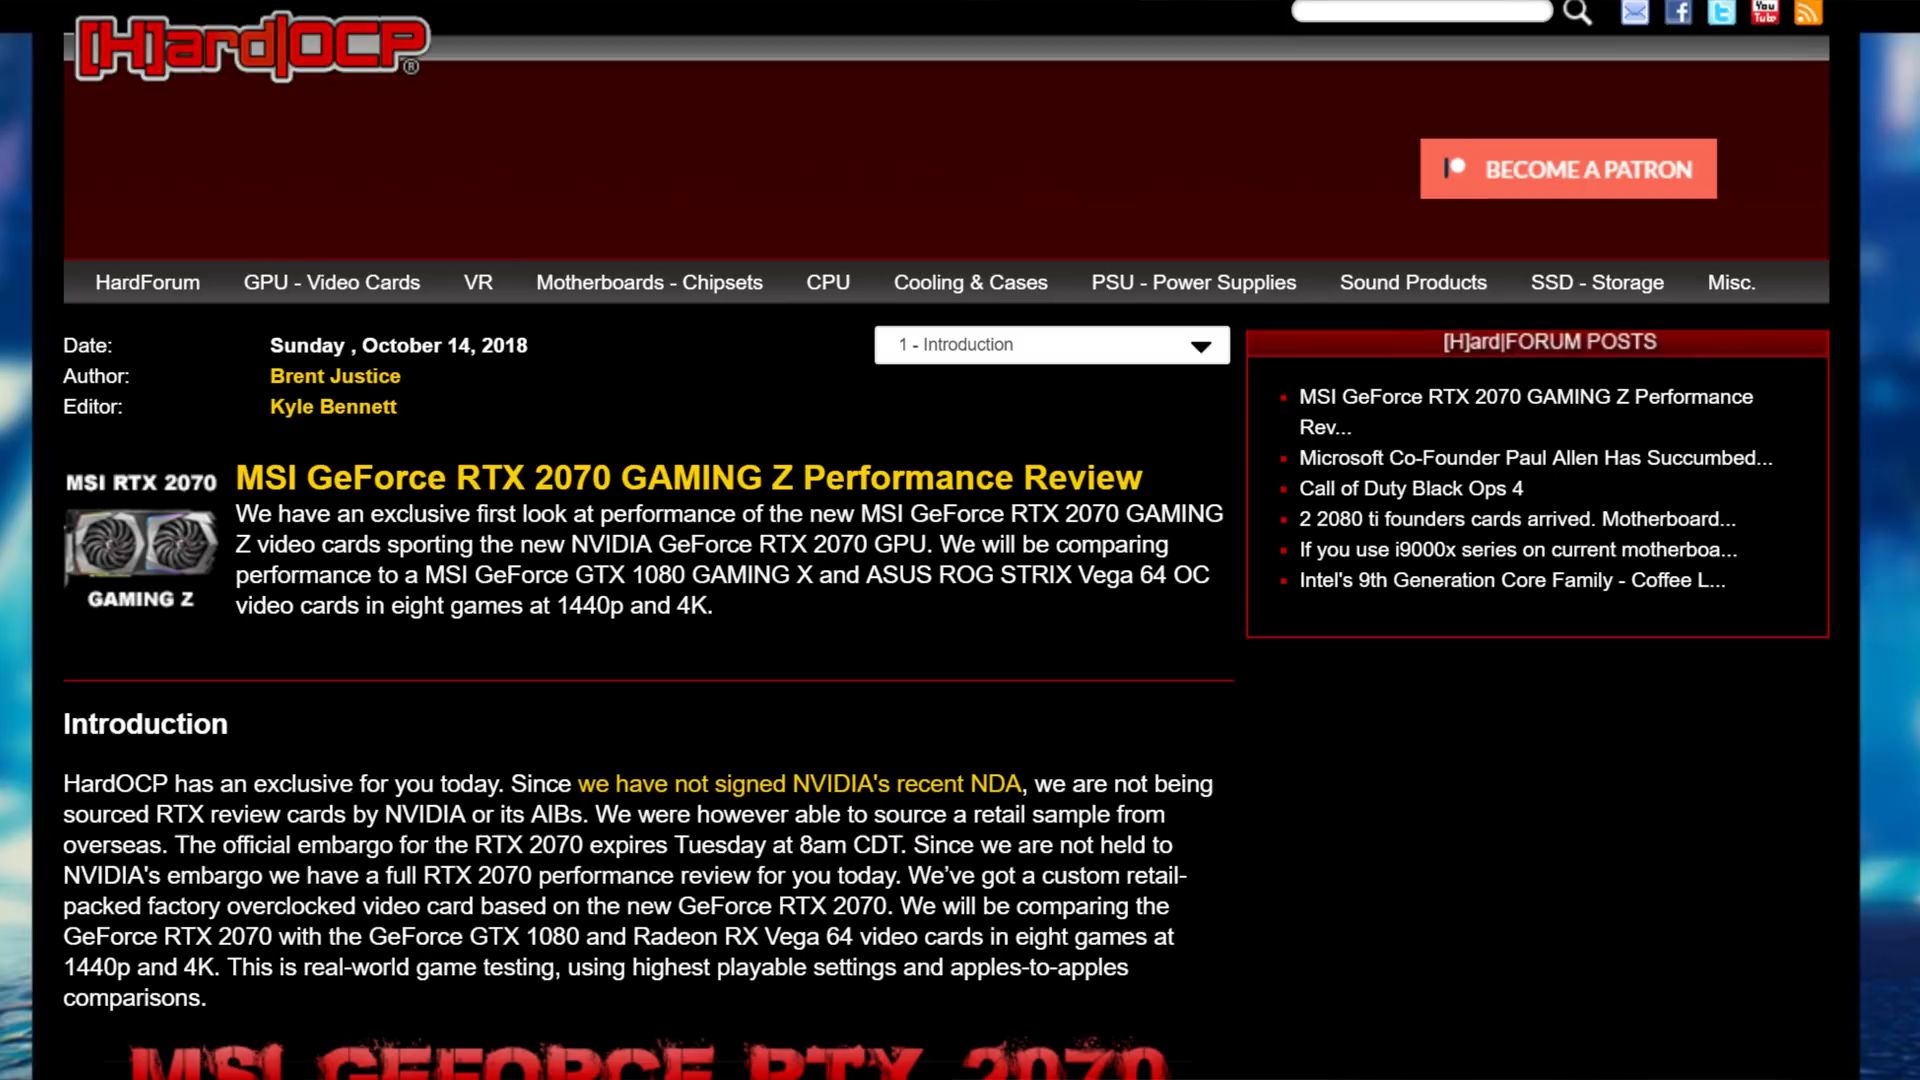 [H]ard|OCP®
You
Tube
BECOME A PATRON
HardForum GPU - Video Cards VR Motherboards - Chipsets CPU Cooling & Cases PSU - Power Supplies Sound Products SSD - Storage Misc.
Date: Sunday , October 14, 2018
Author: Brent Justice
Editor: Kyle Bennett
1 - Introduction
MSI RTX 2070
GAMING Z
MSI GeForce RTX 2070 GAMING Z Performance Review
We have an exclusive first look at performance of the new MSI GeForce RTX 2070 GAMING
Z video cards sporting the new NVIDIA GeForce RTX 2070 GPU. We will be comparing
performance to a MSI GeForce GTX 1080 GAMING X and ASUS ROG STRIX Vega 64 OC
video cards in eight games at 1440p and 4K.
[H]ard|FORUM POSTS
MSI GeForce RTX 2070 GAMING Z Performance
Rev...
Microsoft Co-Founder Paul Allen Has Succumbed...
Call of Duty Black Ops 4
2 2080 ti founders cards arrived. Motherboard...
If you use i9000x series on current motherboa...
Intel's 9th Generation Core Family - Coffee L...
Introduction
HardOCP has an exclusive for you today. Since we have not signed NVIDIA's recent NDA, we are not being
sourced RTX review cards by NVIDIA or its AIBs. We were however able to source a retail sample from
overseas. The official embargo for the RTX 2070 expires Tuesday at 8am CDT. Since we are not held to
NVIDIA's embargo we have a full RTX 2070 performance review for you today. We’ve got a custom retail-
packed factory overclocked video card based on the new GeForce RTX 2070. We will be comparing the
GeForce RTX 2070 with the GeForce GTX 1080 and Radeon RX Vega 64 video cards in eight games at
1440p and 4K. This is real-world game testing, using highest playable settings and apples-to-apples
comparisons.
MSI GEFORCE RTX 2070